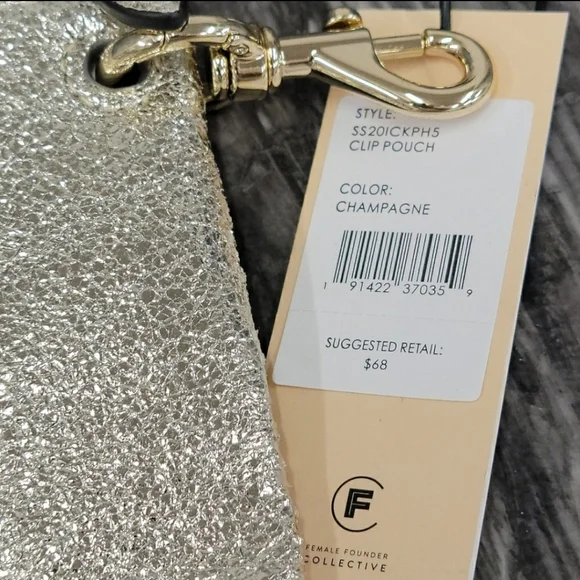 STYLE:
SS20ICKPH5
CLIP POUCH
COLOR:
CHAMPAGNE
1 91422 37035 9
SUGGESTED RETAIL:
$68
F
FEMALE FOUNDER
COLLECTIVE